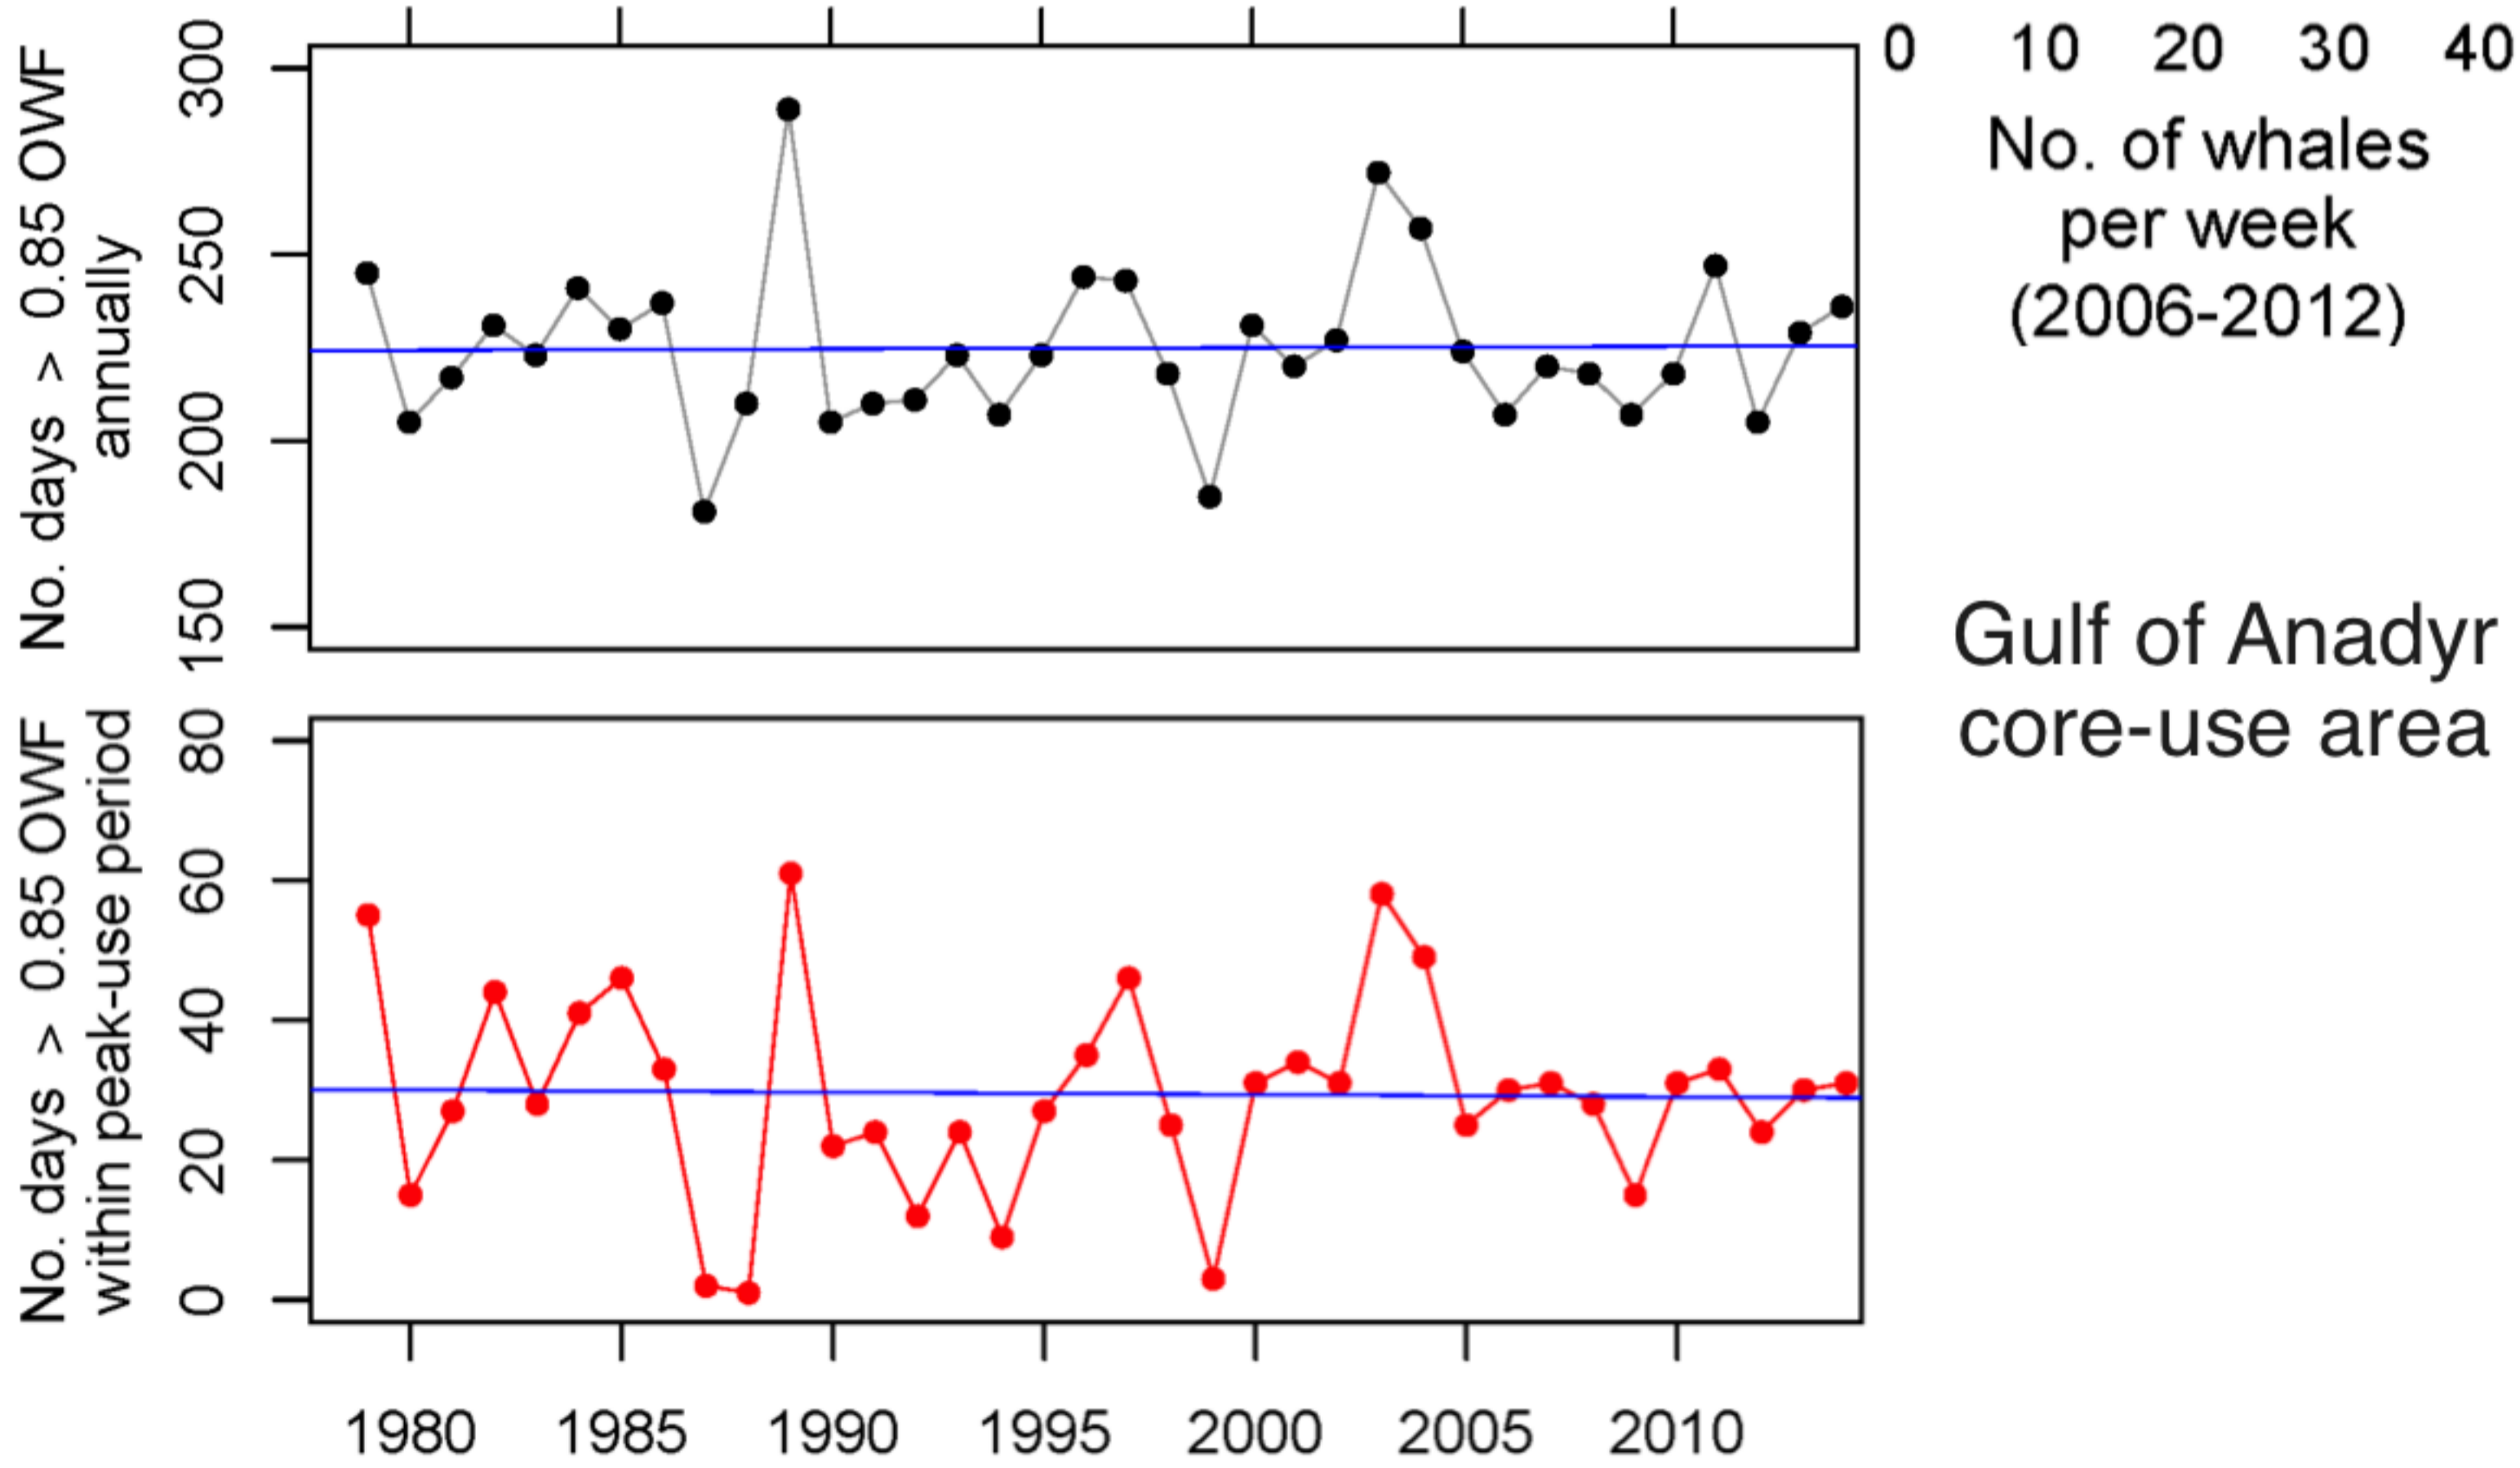 No. days > 0.85 OWF
annually
300
250
200
150
0 10 20 30 40
No. of whales
per week
(2006-2012)
Gulf of Anadyr
core-use area
No. days > 0.85 OWF
within peak-use period
80
60
40
20
0
1980 1985 1990 1995 2000 2005 2010